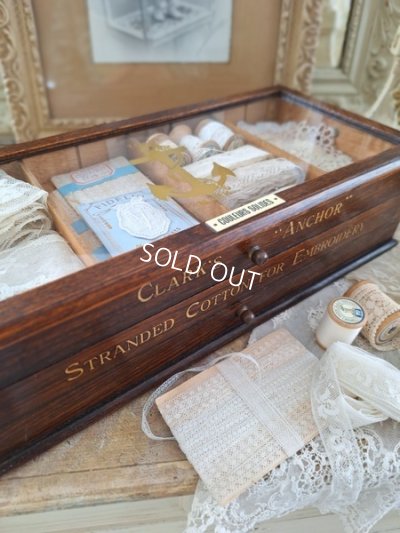 COULEURS SOLIDES
CLARK'S "ANCHOR"
STRANDED COTTON FOR EMBROIDERY
SOLD OUT